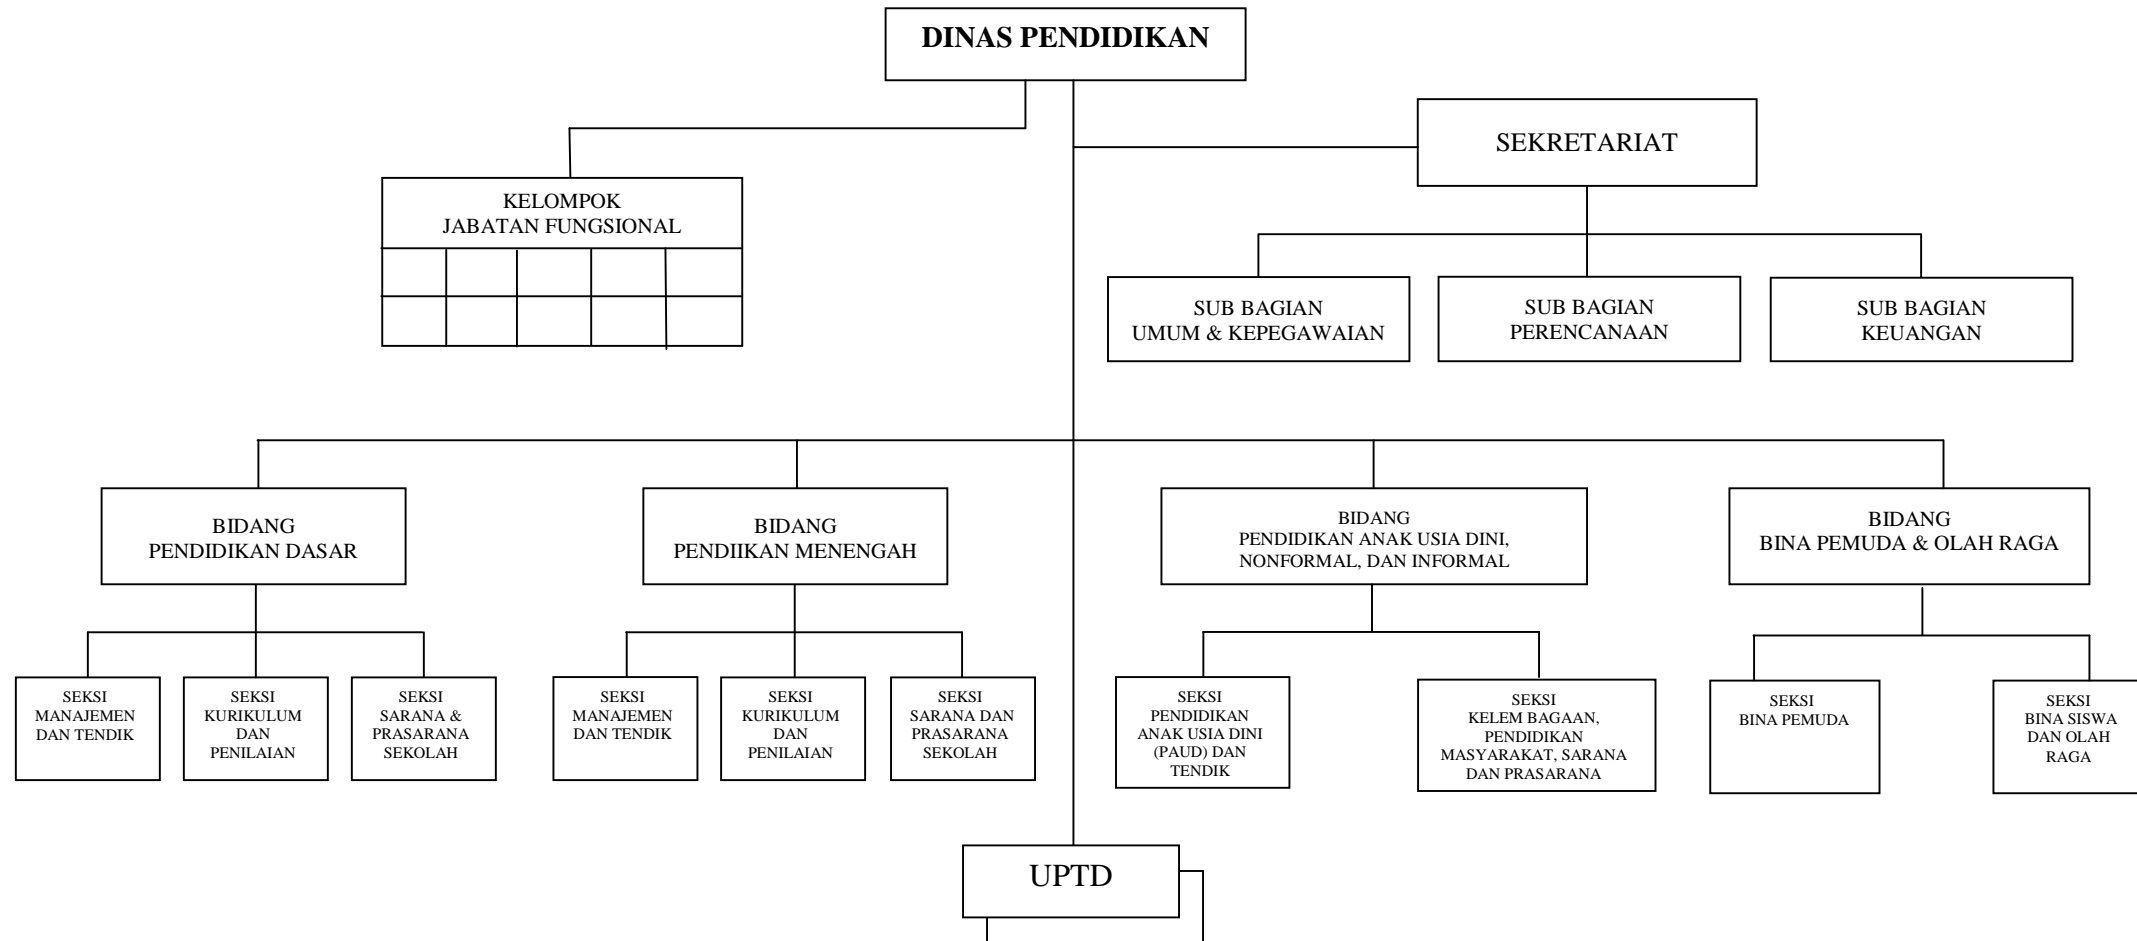 DINAS PENDIDIKAN
SEKRETARIAT
KELOMPOK
JABATAN FUNGSIONAL
SUB BAGIAN
UMUM & KEPEGAWAIAN
SUB BAGIAN
PERENCANAAN
SUB BAGIAN
KEUANGAN
BIDANG
PENDIDIKAN DASAR
BIDANG
PENDIIKAN MENENGAH
BIDANG
PENDIDIKAN ANAK USIA DINI,
NONFORMAL, DAN INFORMAL
BIDANG
BINA PEMUDA & OLAH RAGA
SEKSI
MANAJEMEN
DAN TENDIK
SEKSI
KURIKULUM
DAN
PENILAIAN
SEKSI
SARANA &
PRASARANA
SEKOLAH
SEKSI
MANAJEMEN
DAN TENDIK
SEKSI
KURIKULUM
DAN
PENILAIAN
SEKSI
SARANA DAN
PRASARANA
SEKOLAH
SEKSI
PENDIDIKAN
ANAK USIA DINI
(PAUD) DAN
TENDIK
SEKSI
KELEM BAGAAN,
PENDIDIKAN
MASYARAKAT, SARANA
DAN PRASARANA
SEKSI
BINA PEMUDA
SEKSI
BINA SISWA
DAN OLAH
RAGA
UPTD